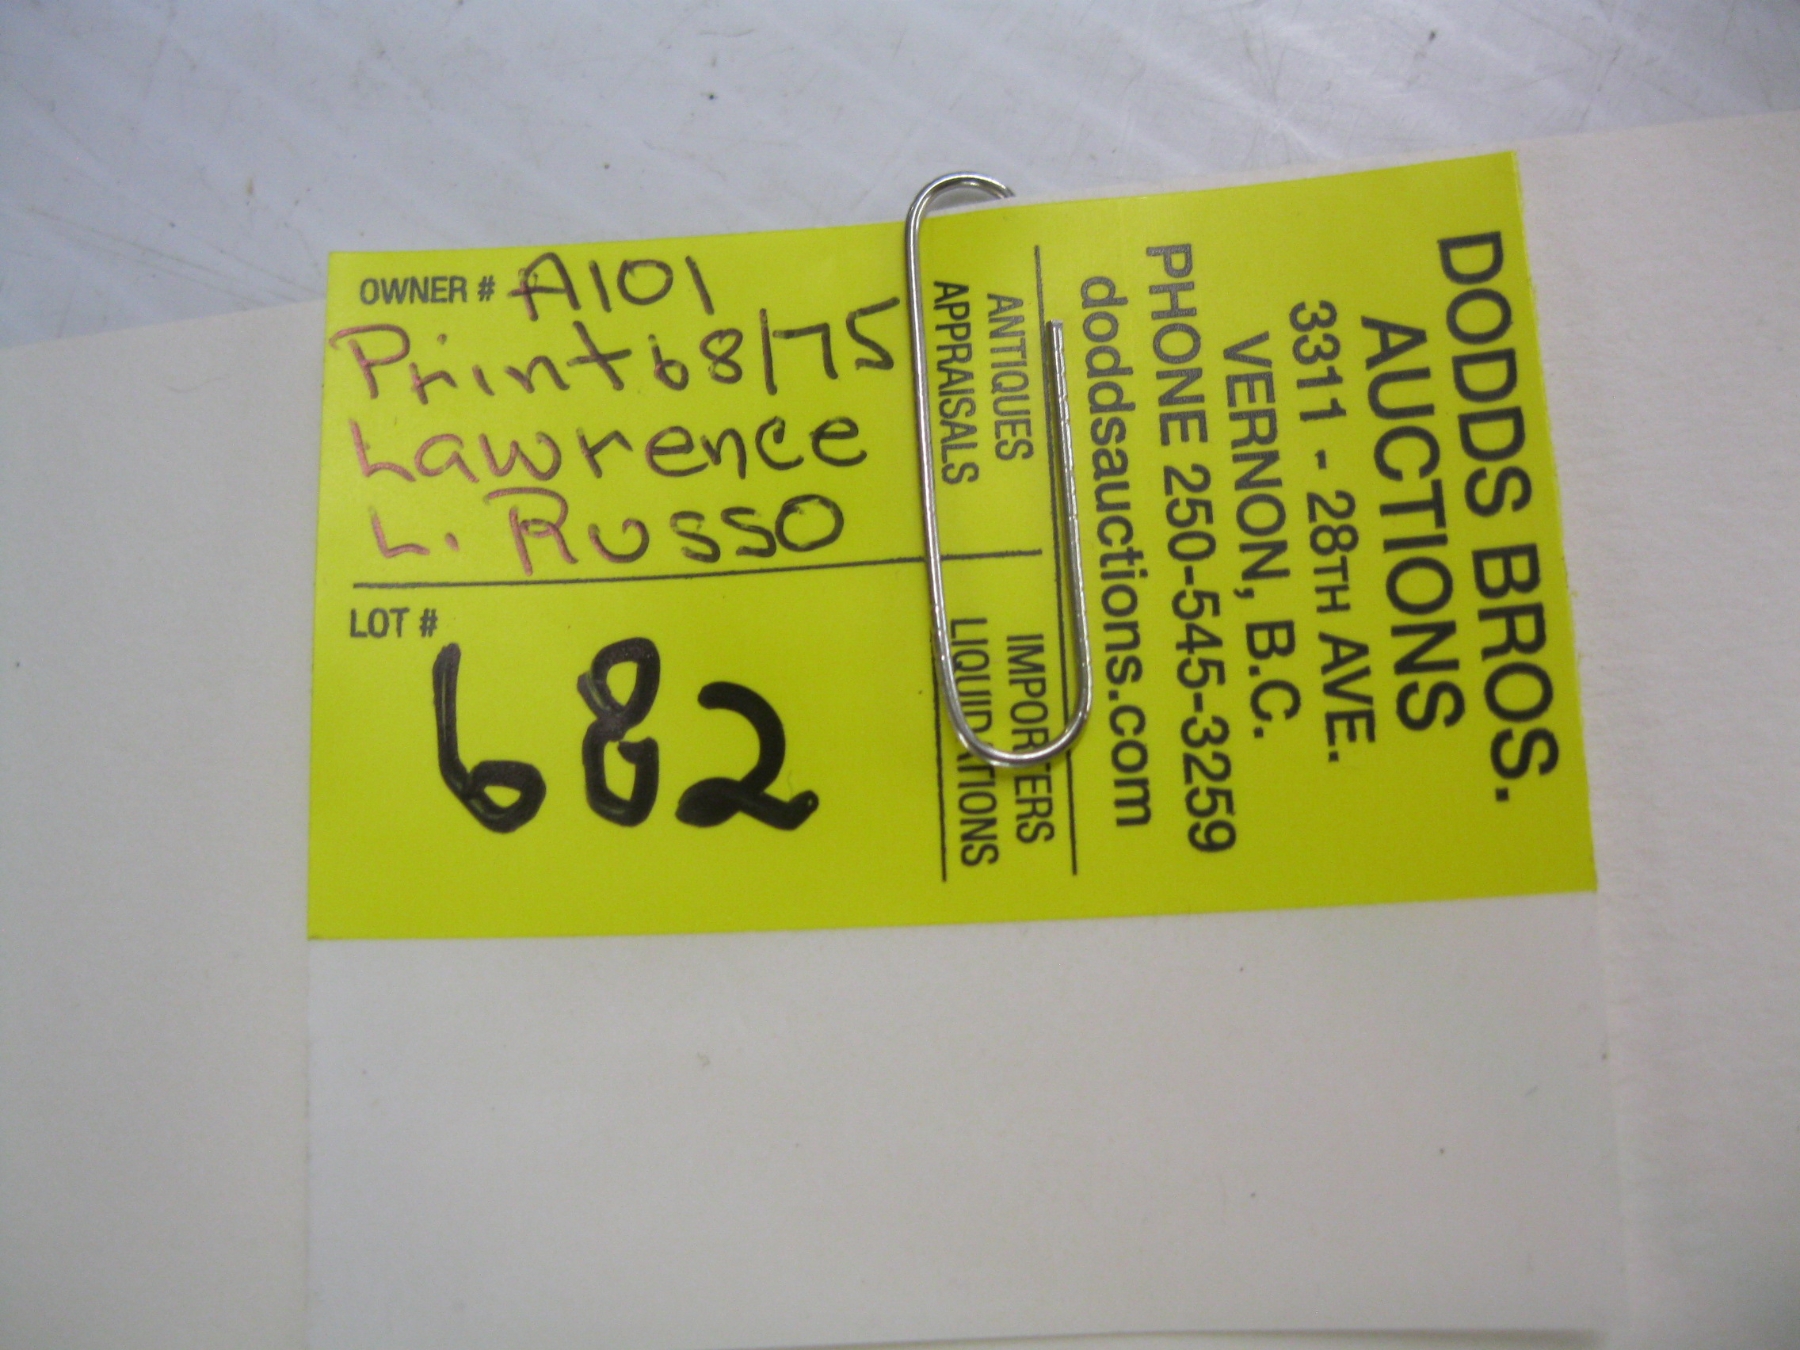 OWNER # A101
Print 68/75
Lawrence
L. Russo
LOT #
682
DODDS BROS.
AUCTIONS
3311 - 28TH AVE.
VERNON, B.C.
PHONE 250-545-3259
doddsauctions.com
ANTIQUES IMPORTERS
APPRAISALS LIQUIDATIONS